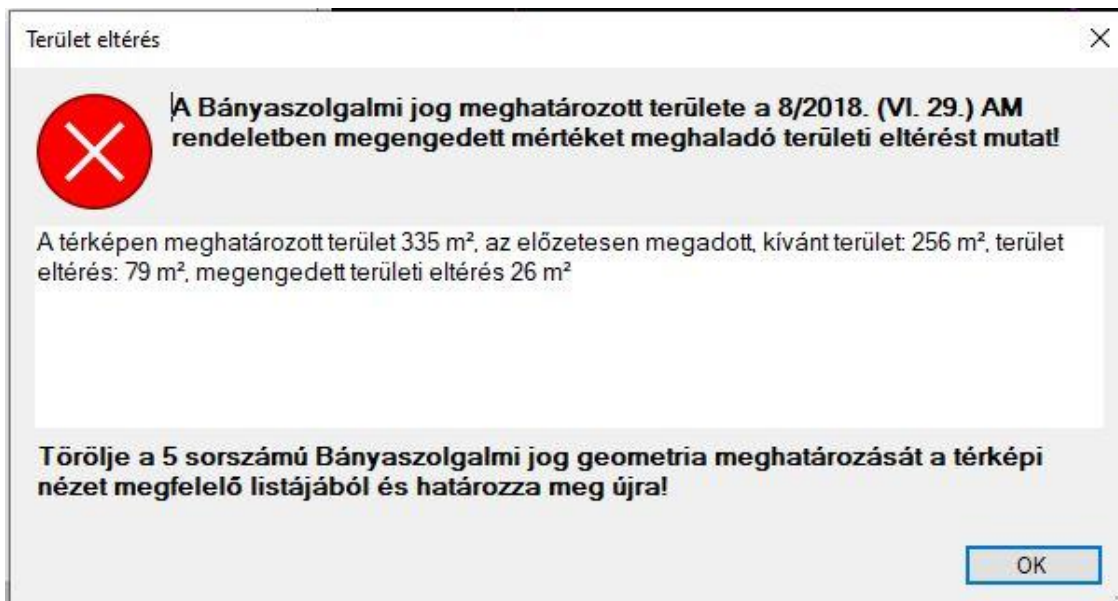 Terület eltérés
A Bányaszolgalmi jog meghatározott területe a 8/2018. (VI. 29.) AM
rendeletben megengedett mértéket meghaladó területi eltérést mutat!
A térképen meghatározott terület 335 m², az előzetesen megadott, kívánt terület: 256 m², terület
eltérés: 79 m², megengedett területi eltérés 26 m²
Törölje a 5 sorszámú Bányaszolgalmi jog geometria meghatározását a térképi
nézet megfelelő listájából és határozza meg újra!
OK